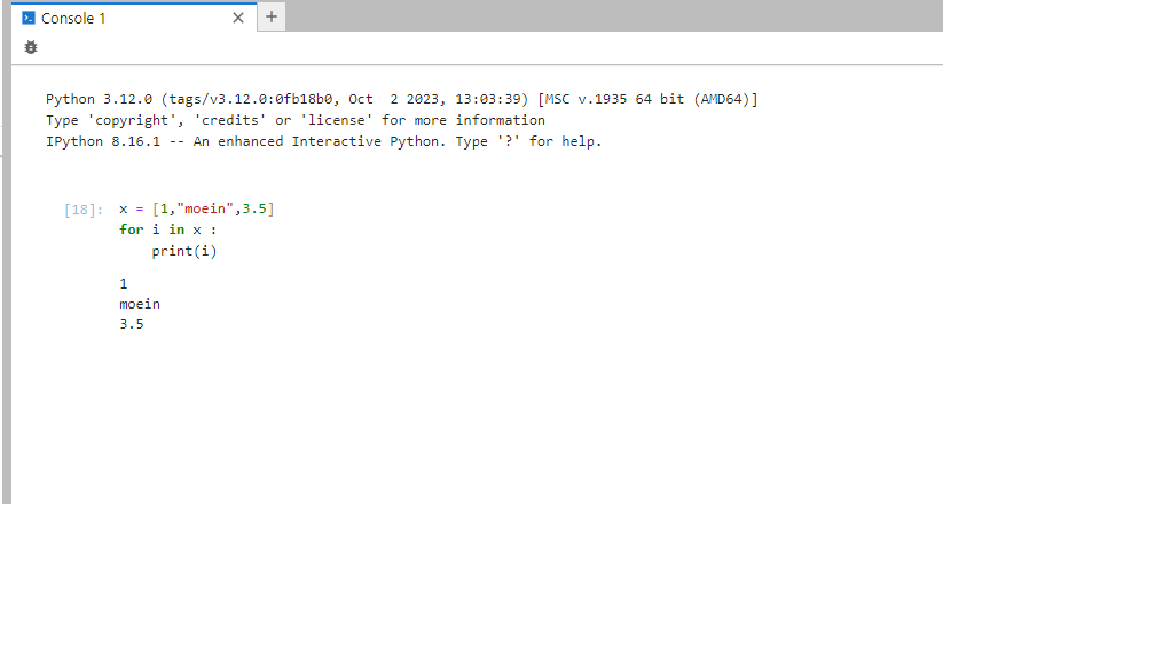 Console 1
Python 3.12.0 (tags/v3.12.0:0fb18b0, Oct  2 2023, 13:03:39) [MSC v.1935 64 bit (AMD64)]
Type 'copyright', 'credits' or 'license' for more information
IPython 8.16.1 -- An enhanced Interactive Python. Type '?' for help.
[18]: x = [1,"moein",3.5]
for i in x :
    print(i)
1
moein
3.5